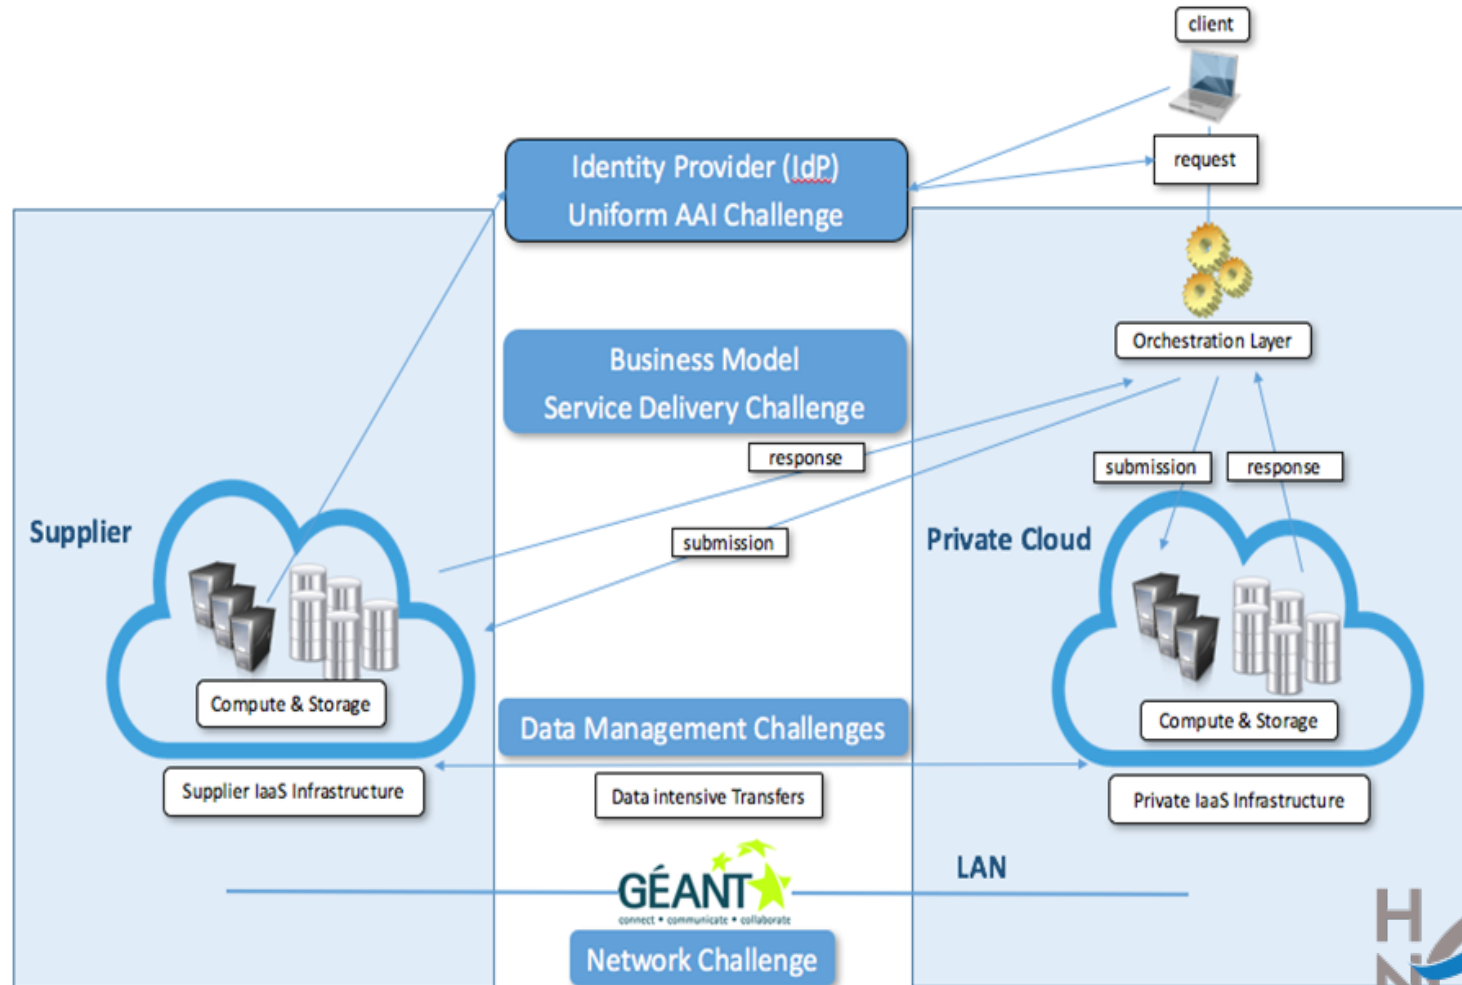 client
request
Identity Provider (IdP)
Uniform AAI Challenge
Orchestration Layer
Business Model
Service Delivery Challenge
response
submission
response
submission
Supplier
Private Cloud
Compute & Storage
Compute & Storage
Data Management Challenges
Supplier IaaS Infrastructure
Data intensive Transfers
Private IaaS Infrastructure
LAN
GÉANT
connect • communicate • collaborate
Network Challenge
H
Ni